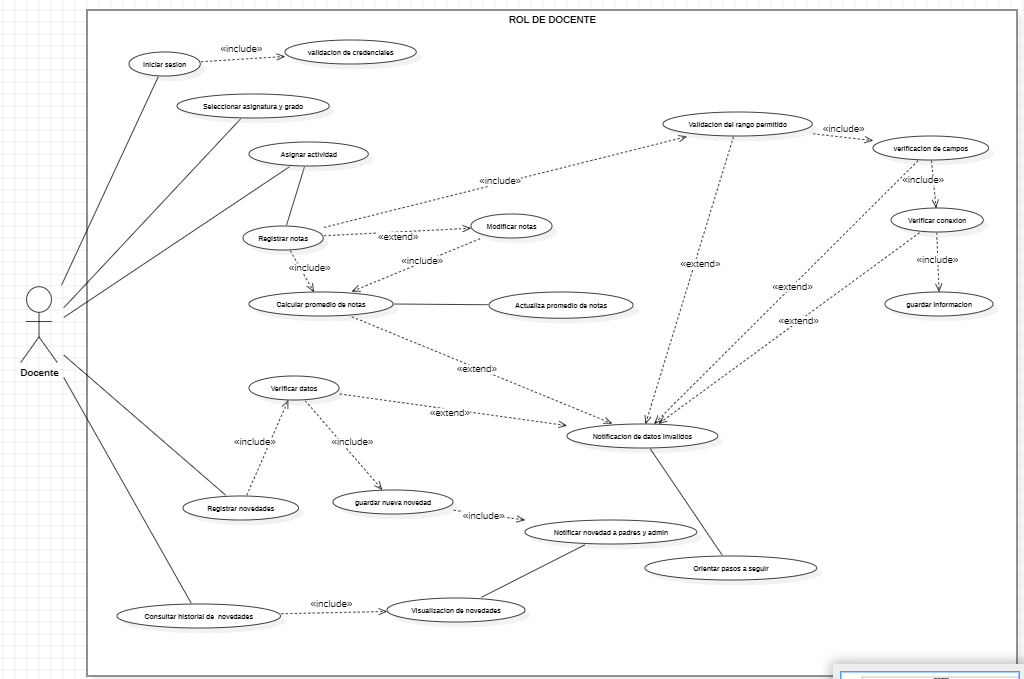 ROL DE DOCENTE
«include»
Iniciar sesion
validacion de credenciales
Seleccionar asignatura y grado
Validacion del rango permitido
«include»
verificacion de campos
Asignar actividad
«include»
«include»
Registrar notas
«extend»
Modificar notas
Verificar conexion
«include»
«include»
«extend»
«include»
«extend»
Calcular promedio de notas
Actualiza promedio de notas
guardar informacion
«extend»
Docente
«extend»
Verificar datos
«extend»
Notificacion de datos invalidos
«include»
«include»
Registrar novedades
guardar nueva novedad
«include»
Notificar novedad a padres y admin
Orientar pasos a seguir
«include»
Consultar historial de novedades
Visualizacion de novedades